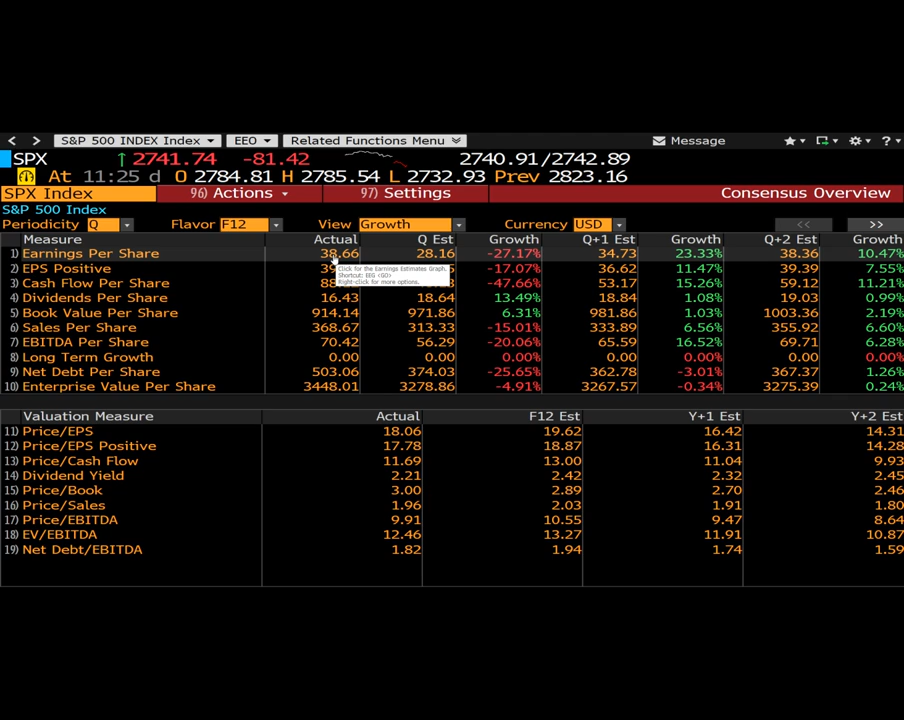 S&P 500 INDEX Index EEO Related Functions Menu Message
SPX 2741.74 -81.42 2740.91/2742.89
At 11:25 d O 2784.81 H 2785.54 L 2732.93 Prev 2823.16
SPX Index 96) Actions 97) Settings Consensus Overview
S&P 500 Index
Periodicity Q Flavor F12 View Growth Currency USD << >>
Measure Actual Q Est Growth Q+1 Est Growth Q+2 Est Growth
1) Earnings Per Share 38.66 28.16 -27.17% 34.73 23.33% 38.36 10.47%
2) EPS Positive 39 -17.07% 36.62 11.47% 39.39 7.55%
Click for the Earnings Estimates Graph.
Shortcut: EEG <GO>
Right-click for more options.
3) Cash Flow Per Share 88 -47.66% 53.17 15.26% 59.12 11.21%
4) Dividends Per Share 16.43 18.64 13.49% 18.84 1.08% 19.03 0.99%
5) Book Value Per Share 914.14 971.86 6.31% 981.86 1.03% 1003.36 2.19%
6) Sales Per Share 368.67 313.33 -15.01% 333.89 6.56% 355.92 6.60%
7) EBITDA Per Share 70.42 56.29 -20.06% 65.59 16.52% 69.71 6.28%
8) Long Term Growth 0.00 0.00 0.00% 0.00 0.00% 0.00 0.00%
9) Net Debt Per Share 503.06 374.03 -25.65% 362.78 -3.01% 367.37 1.26%
10) Enterprise Value Per Share 3448.01 3278.86 -4.91% 3267.57 -0.34% 3275.39 0.24%
Valuation Measure Actual F12 Est Y+1 Est Y+2 Est
11) Price/EPS 18.06 19.62 16.42 14.31
12) Price/EPS Positive 17.78 18.87 16.31 14.28
13) Price/Cash Flow 11.69 13.00 11.04 9.93
14) Dividend Yield 2.21 2.42 2.32 2.45
15) Price/Book 3.00 2.89 2.70 2.46
16) Price/Sales 1.96 2.03 1.91 1.80
17) Price/EBITDA 9.91 10.55 9.47 8.64
18) EV/EBITDA 12.46 13.27 11.91 10.87
19) Net Debt/EBITDA 1.82 1.94 1.74 1.59